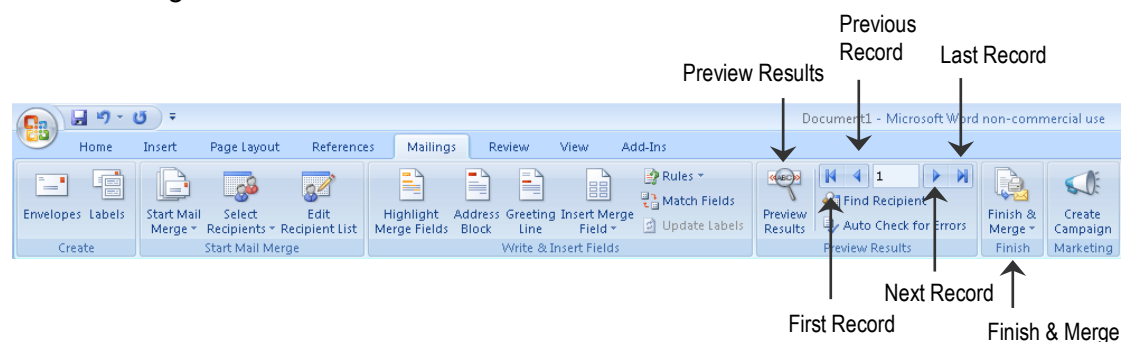 Previous
Record
Last Record
Preview Results
Document1 - Microsoft Word non-commercial use
Home Insert Page Layout References Mailings Review View Add-Ins
Envelopes Labels
Create
Start Mail
Merge
Select
Recipients
Edit
Recipient List
Start Mail Merge
Highlight
Merge Fields
Address
Block
Greeting
Line
Insert Merge
Field
Rules
Match Fields
Update Labels
Write & Insert Fields
«ABC»
Preview
Results
1
Find Recipient
Auto Check for Errors
Preview Results
Finish &
Merge
Finish
Create
Campaign
Marketing
Next Record
First Record
Finish & Merge